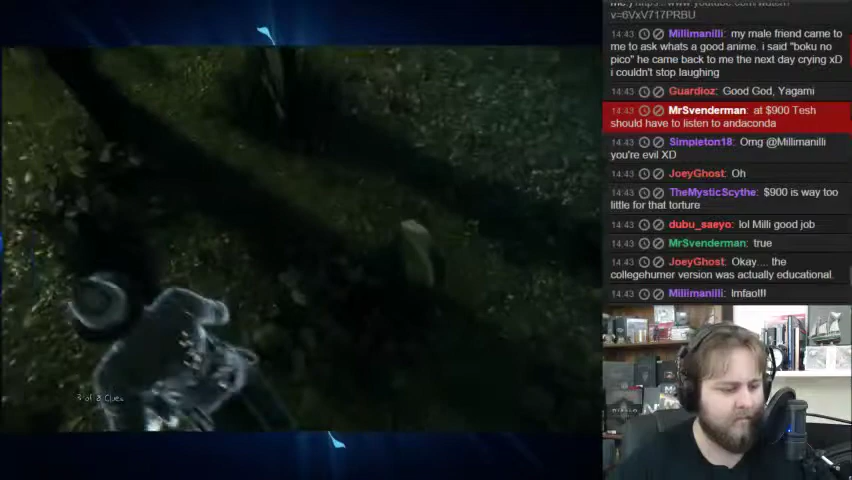 v=6VxV717PRBU
14:43 Millimanilli: my male friend came to
me to ask whats a good anime. i said "boku no
pico" he came back to me the next day crying xD
i couldn't stop laughing
14:43 Guardioz: Good God, Yagami
14:43 MrSvenderman: at $900 Tesh
should have to listen to andaconda
14:43 Simpleton18: Omg @Millimanilli
you're evil XD
14:43 JoeyGhost: Oh
14:43 TheMysticScythe: $900 is way too
little for that torture
14:43 dubu_saeyo: lol Milli good job
14:43 MrSvenderman: true
14:43 JoeyGhost: Okay.... the
collegehumer version was actually educational.
14:43 Millimanilli: lmfao!!!
3 of 8 Clues